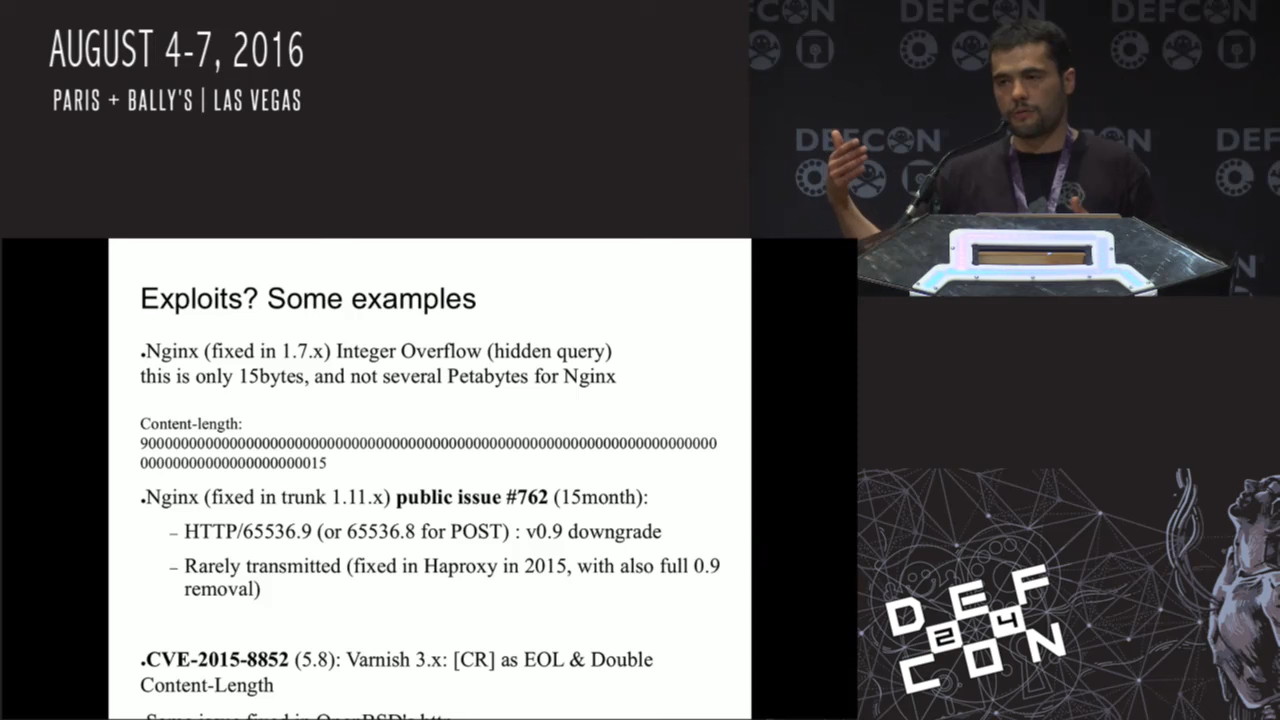 AUGUST 4-7, 2016
PARIS + BALLY'S | LAS VEGAS
DEFCON DEFCON
DEFCON
Exploits? Some examples
.Nginx (fixed in 1.7.x) Integer Overflow (hidden query)
this is only 15bytes, and not several Petabytes for Nginx
Content-length:
.Nginx (fixed in trunk 1.11.x) public issue #762 (15month):
– HTTP/65536.9 (or 65536.8 for POST) : v0.9 downgrade
– Rarely transmitted (fixed in Haproxy in 2015, with also full 0.9
removal)
.CVE-2015-8852 (5.8): Varnish 3.x: [CR] as EOL & Double
Content-Length
DEF
24
CON